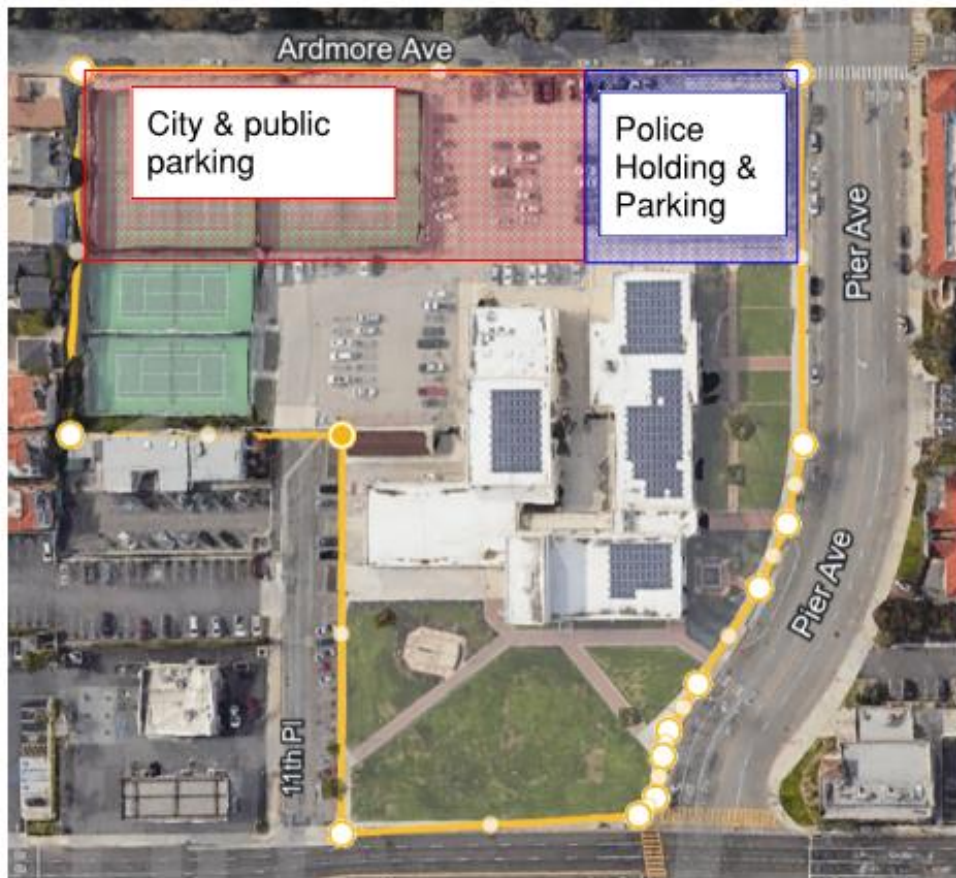 Ardmore Ave
City & public
parking
Police
Holding &
Parking
Pier Ave
Pier Ave
11th Pl